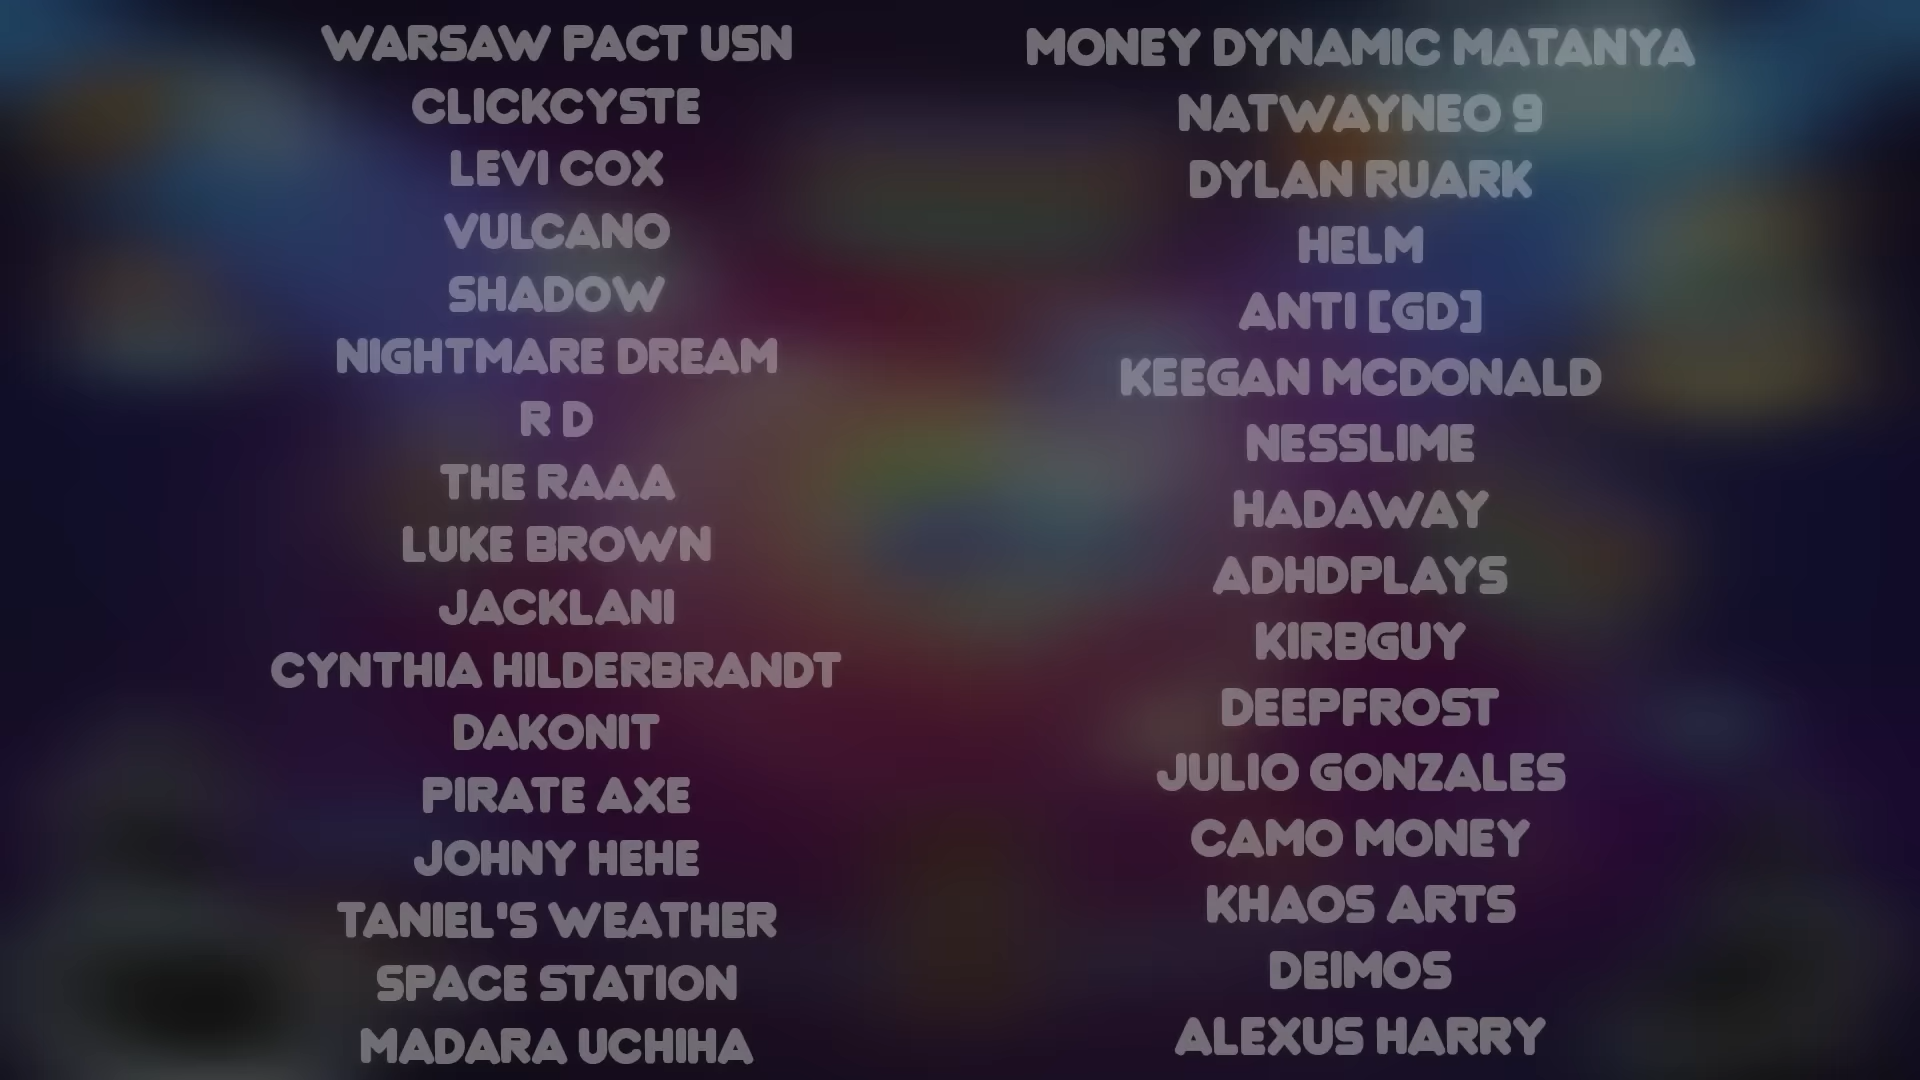 WARSAW PACT USN
CLICKCYSTE
LEVI COX
VULCANO
SHADOW
NIGHTMARE DREAM
R D
THE RAAA
LUKE BROWN
JACKLANI
CYNTHIA HILDERBRANDT
DAKONIT
PIRATE AXE
JOHNY HEHE
TANIEL'S WEATHER
SPACE STATION
MADARA UCHIHA
MONEY DYNAMIC MATANYA
NATWAYNEO 9
DYLAN RUARK
HELM
ANTI [GD]
KEEGAN MCDONALD
NESSLIME
HADAWAY
ADHDPLAYS
KIRBGUY
DEEPFROST
JULIO GONZALES
CAMO MONEY
KHAOS ARTS
DEIMOS
ALEXUS HARRY